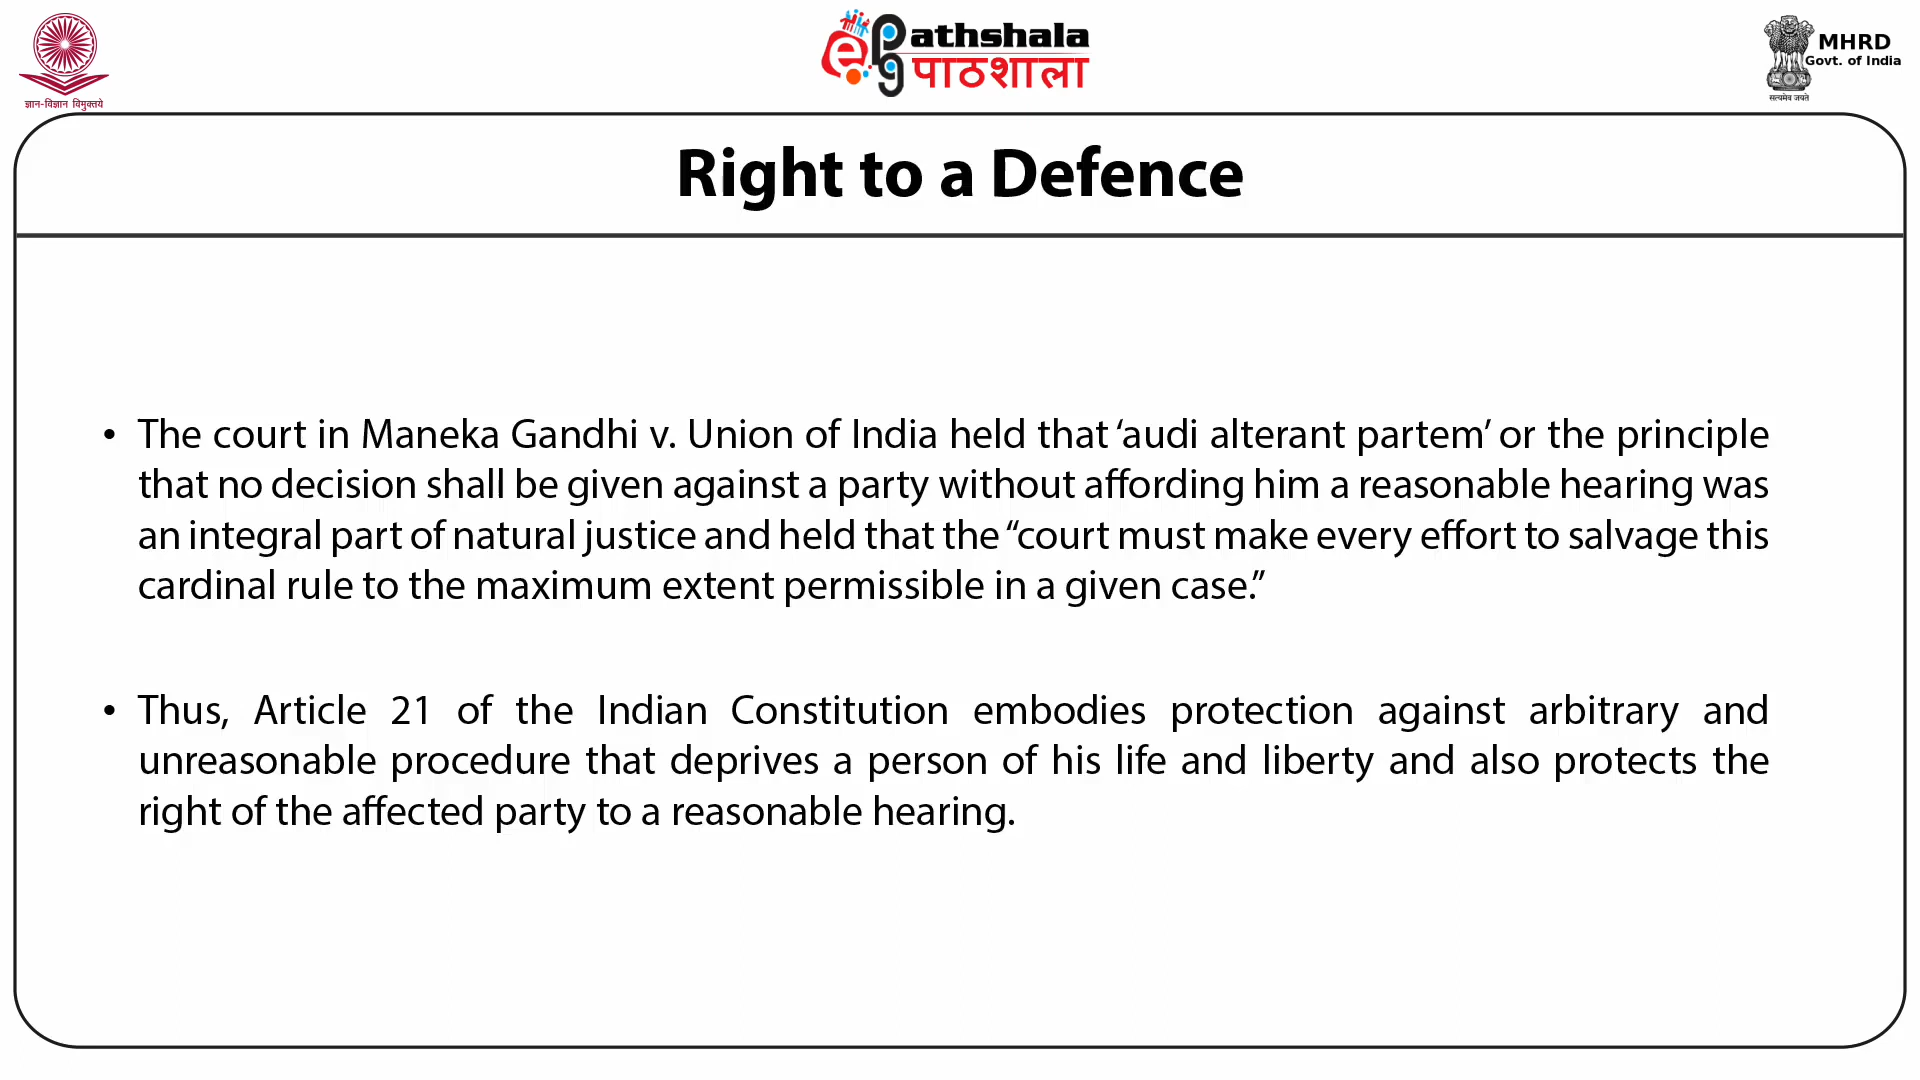 ज्ञान-विज्ञान विमुक्तये
ePathshala
पाठशाला
MHRD
Govt. of India
सत्यमेव जयते
Right to a Defence
• The court in Maneka Gandhi v. Union of India held that ‘audi alterant partem’ or the principle
that no decision shall be given against a party without affording him a reasonable hearing was
an integral part of natural justice and held that the “court must make every effort to salvage this
cardinal rule to the maximum extent permissible in a given case.”
• Thus, Article 21 of the Indian Constitution embodies protection against arbitrary and
unreasonable procedure that deprives a person of his life and liberty and also protects the
right of the affected party to a reasonable hearing.